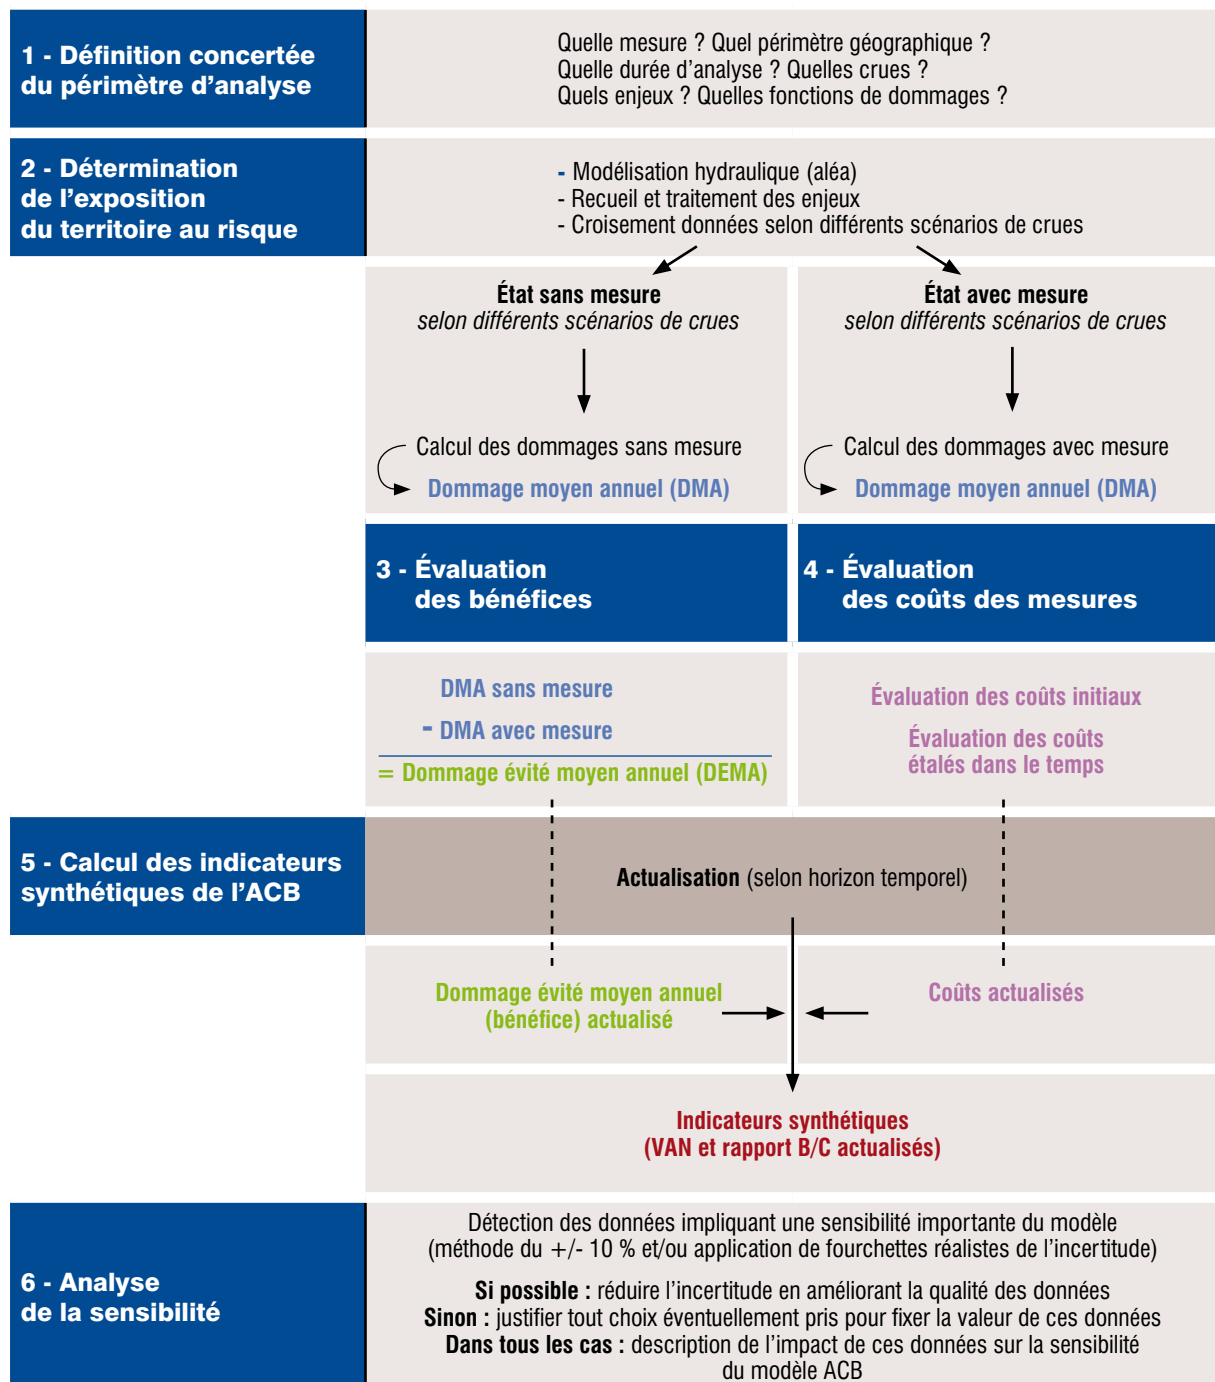 1 - Définition concertée
du périmètre d’analyse
Quelle mesure ? Quel périmètre géographique ?
Quelle durée d’analyse ? Quelles crues ?
Quels enjeux ? Quelles fonctions de dommages ?
2 - Détermination
de l’exposition
du territoire au risque
- Modélisation hydraulique (aléa)
- Recueil et traitement des enjeux
- Croisement données selon différents scénarios de crues
État sans mesure
selon différents scénarios de crues
Calcul des dommages sans mesure
Dommage moyen annuel (DMA)
État avec mesure
selon différents scénarios de crues
Calcul des dommages avec mesure
Dommage moyen annuel (DMA)
3 - Évaluation
des bénéfices
4 - Évaluation
des coûts des mesures
DMA sans mesure
- DMA avec mesure
= Dommage évité moyen annuel (DEMA)
Évaluation des coûts initiaux
Évaluation des coûts
étalés dans le temps
5 - Calcul des indicateurs
synthétiques de l’ACB
Actualisation (selon horizon temporel)
Dommage évité moyen annuel
(bénéfice) actualisé
Coûts actualisés
Indicateurs synthétiques
(VAN et rapport B/C actualisés)
6 - Analyse
de la sensibilité
Détection des données impliquant une sensibilité importante du modèle
(méthode du +/- 10 % et/ou application de fourchettes réalistes de l’incertitude)
Si possible : réduire l’incertitude en améliorant la qualité des données
Sinon : justifier tout choix éventuellement pris pour fixer la valeur de ces données
Dans tous les cas : description de l’impact de ces données sur la sensibilité
du modèle ACB